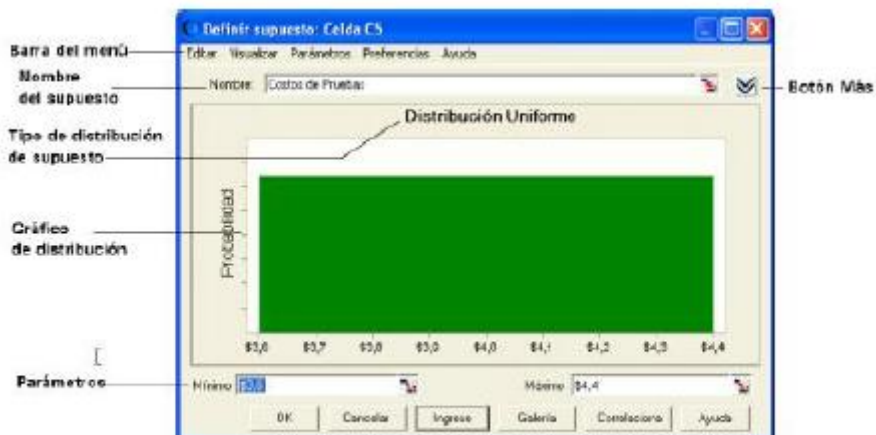 Definir supuesto: Celda C5
Barra del menú
Editar Visualizar Parámetros Preferencias Ayuda
Nombre
del supuesto
Nombre: Costos de Pruebas
Botón Más
Distribución Uniforme
Tipo de distribución
de supuesto
Probabilidad
Gráfico
de distribución
$3,6 $3,7 $3,8 $3,9 $4,0 $4,1 $4,2 $4,3 $4,4
[
Parámetros
Mínimo $3,6 Máximo $4,4
OK Cancelar Ingrese Galería Correlacione Ayuda